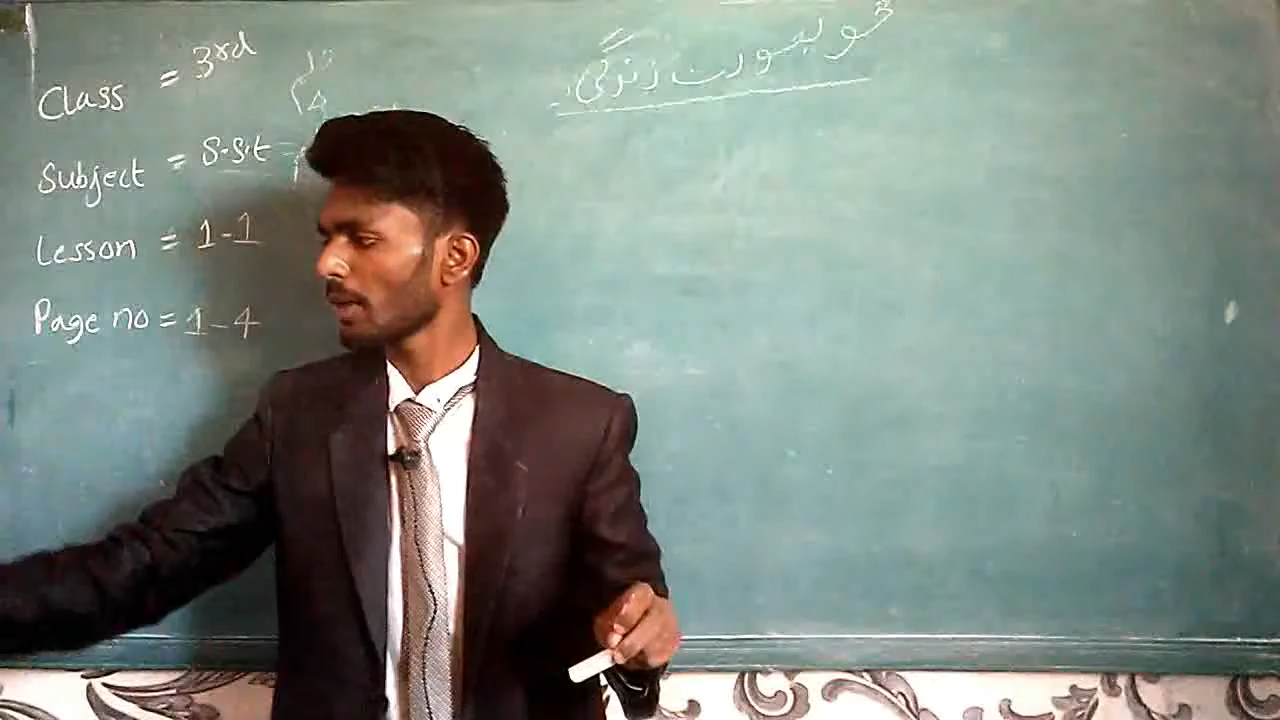 Class = 3rd
Subject = S.S.t
Lesson = 1-1
Page no = 1-4
خوبصورت زندگی